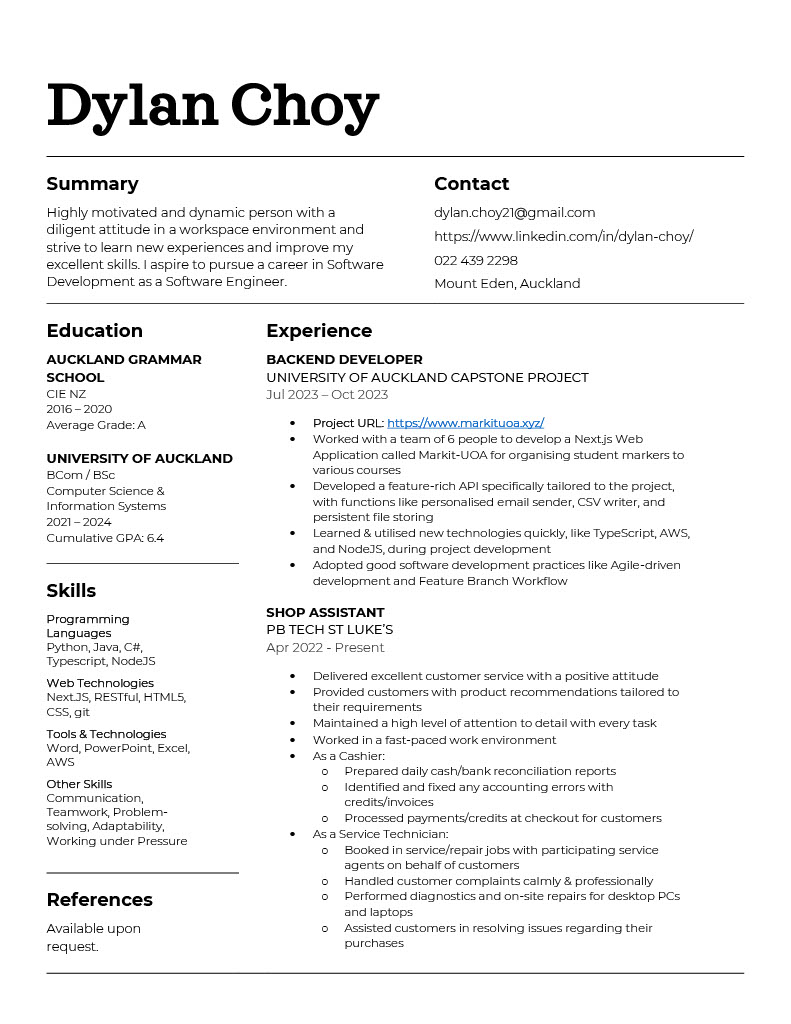 Dylan Choy
Summary
Highly motivated and dynamic person with a
diligent attitude in a workspace environment and
strive to learn new experiences and improve my
excellent skills. I aspire to pursue a career in Software
Development as a Software Engineer.
Contact
dylan.choy21@gmail.com
https://www.linkedin.com/in/dylan-choy/
022 439 2298
Mount Eden, Auckland
Education
AUCKLAND GRAMMAR
SCHOOL
CIE NZ
2016 – 2020
Average Grade: A
UNIVERSITY OF AUCKLAND
BCom / BSc
Computer Science &
Information Systems
2021 – 2024
Cumulative GPA: 6.4
Skills
Programming
Languages
Python, Java, C#,
Typescript, NodeJS
Web Technologies
Next.JS, RESTful, HTML5,
CSS, git
Tools & Technologies
Word, PowerPoint, Excel,
AWS
Other Skills
Communication,
Teamwork, Problem-
solving, Adaptability,
Working under Pressure
References
Available upon
request.
Experience
BACKEND DEVELOPER
UNIVERSITY OF AUCKLAND CAPSTONE PROJECT
Jul 2023 – Oct 2023
• Project URL: https://www.markituoa.xyz/
• Worked with a team of 6 people to develop a Next.js Web
Application called Markit-UOA for organising student markers to
various courses
• Developed a feature-rich API specifically tailored to the project,
with functions like personalised email sender, CSV writer, and
persistent file storing
• Learned & utilised new technologies quickly, like TypeScript, AWS,
and NodeJS, during project development
• Adopted good software development practices like Agile-driven
development and Feature Branch Workflow
SHOP ASSISTANT
PB TECH ST LUKE'S
Apr 2022 - Present
• Delivered excellent customer service with a positive attitude
• Provided customers with product recommendations tailored to
their requirements
• Maintained a high level of attention to detail with every task
• Worked in a fast-paced work environment
• As a Cashier:
o Prepared daily cash/bank reconciliation reports
o Identified and fixed any accounting errors with
credits/invoices
o Processed payments/credits at checkout for customers
• As a Service Technician:
o Booked in service/repair jobs with participating service
agents on behalf of customers
o Handled customer complaints calmly & professionally
o Performed diagnostics and on-site repairs for desktop PCs
and laptops
o Assisted customers in resolving issues regarding their
purchases